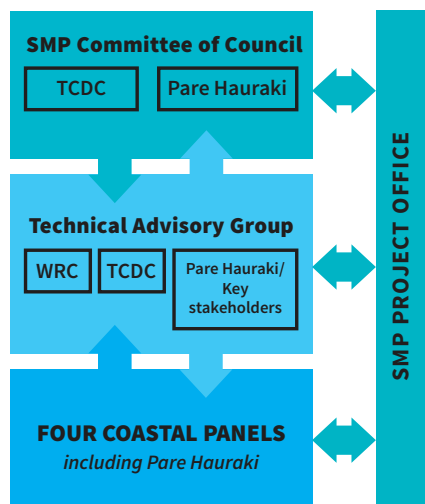 SMP Committee of Council
TCDC
Pare Hauraki
Technical Advisory Group
WRC
TCDC
Pare Hauraki/
Key
stakeholders
FOUR COASTAL PANELS
including Pare Hauraki
SMP PROJECT OFFICE